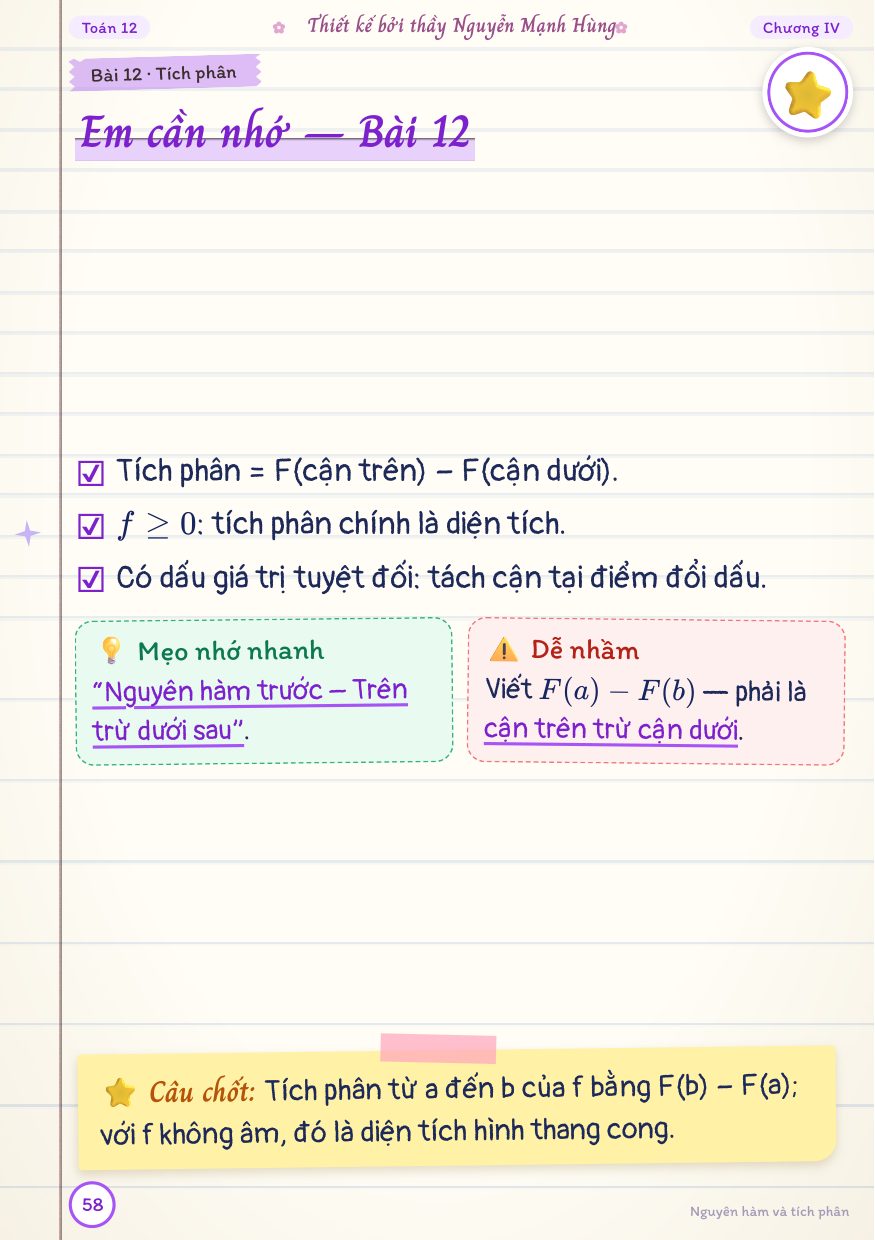 Toán 12
Thiết kế bởi thầy Nguyễn Mạnh Hùng
Chương IV
Bài 12 · Tích phân
Em cần nhớ — Bài 12
Tích phân = F(cận trên) – F(cận dưới).
f ≥ 0: tích phân chính là diện tích.
Có dấu giá trị tuyệt đối: tách cận tại điểm đổi dấu.
Mẹo nhớ nhanh
“Nguyên hàm trước – Trên
trừ dưới sau”.
Dễ nhầm
Viết F(a) − F(b) — phải là
cận trên trừ cận dưới.
Câu chốt: Tích phân từ a đến b của f bằng F(b) – F(a);
với f không âm, đó là diện tích hình thang cong.
58
Nguyên hàm và tích phân